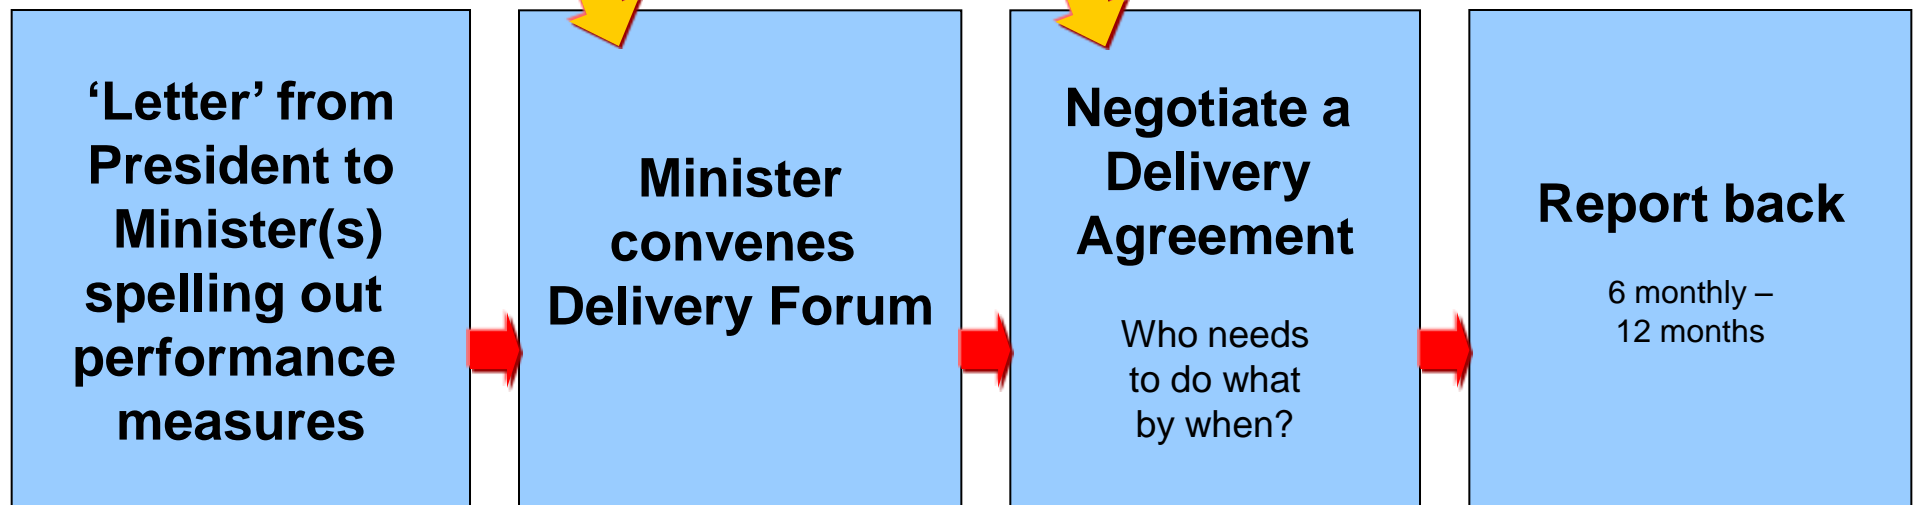 ‘Letter’ from
President to
Minister(s)
spelling out
performance
measures
Minister
convenes
Delivery Forum
Negotiate a
Delivery
Agreement
Who needs
to do what
by when?
Report back
6 monthly –
12 months